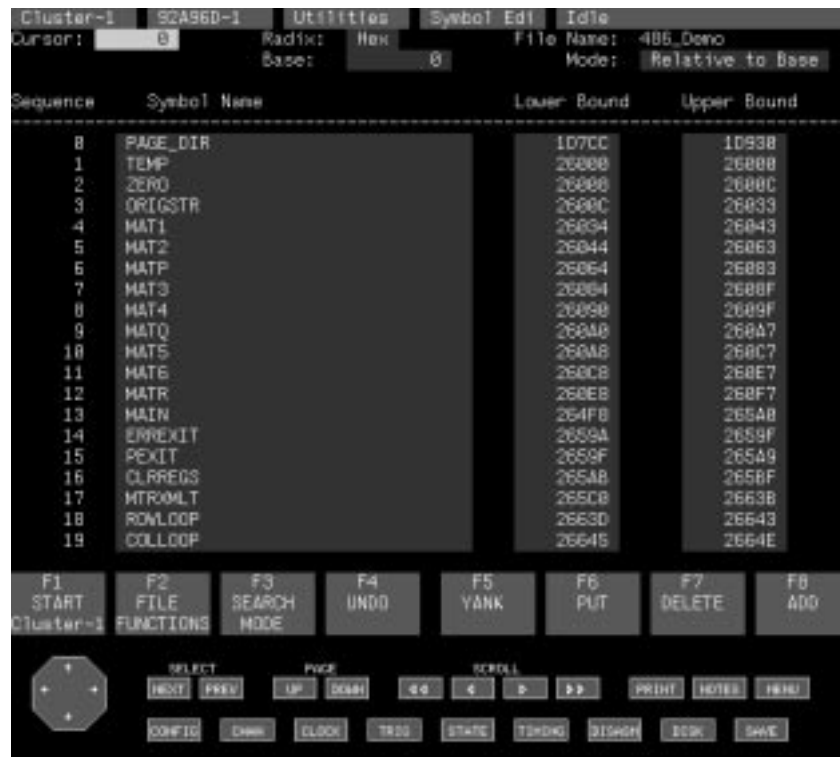 Cluster-1 92A96D-1 Utilities Symbol Edi Idle
Cursor: 0 Radix: Hex File Name: 486_Demo
Base: 0 Mode: Relative to Base
Sequence Symbol Name Lower Bound Upper Bound
0 PAGE_DIR 1D7CC 1D938
1 TEMP 26000 26000
2 ZERO 26008 2600C
3 ORIGSTR 2600C 26033
4 MAT1 26034 26043
5 MAT2 26044 26063
6 MATP 26064 26083
7 MAT3 26084 2608F
8 MAT4 26090 2609F
9 MATQ 260A0 260A7
10 MAT5 260A8 260C7
11 MAT6 260C8 260E7
12 MATR 260E8 260F7
13 MAIN 264F8 265A0
14 ERREXIT 2659A 2659F
15 PEXIT 2659F 265A9
16 CLRREGS 265AB 265BF
17 MTRXMLT 265C0 2663B
18 ROWLOOP 2663D 26643
19 COLLOOP 26645 2664E
F1 F2 F3 F4 F5 F6 F7 F8
START FILE SEARCH UNDO YANK PUT DELETE ADD
Cluster-1 FUNCTIONS MODE
SELECT PAGE SCROLL
NEXT PREV UP DOWN PRINT NOTES MENU
CONFIG CHAN CLOCK TRIG STATE TIMING DISASM DISK SAVE